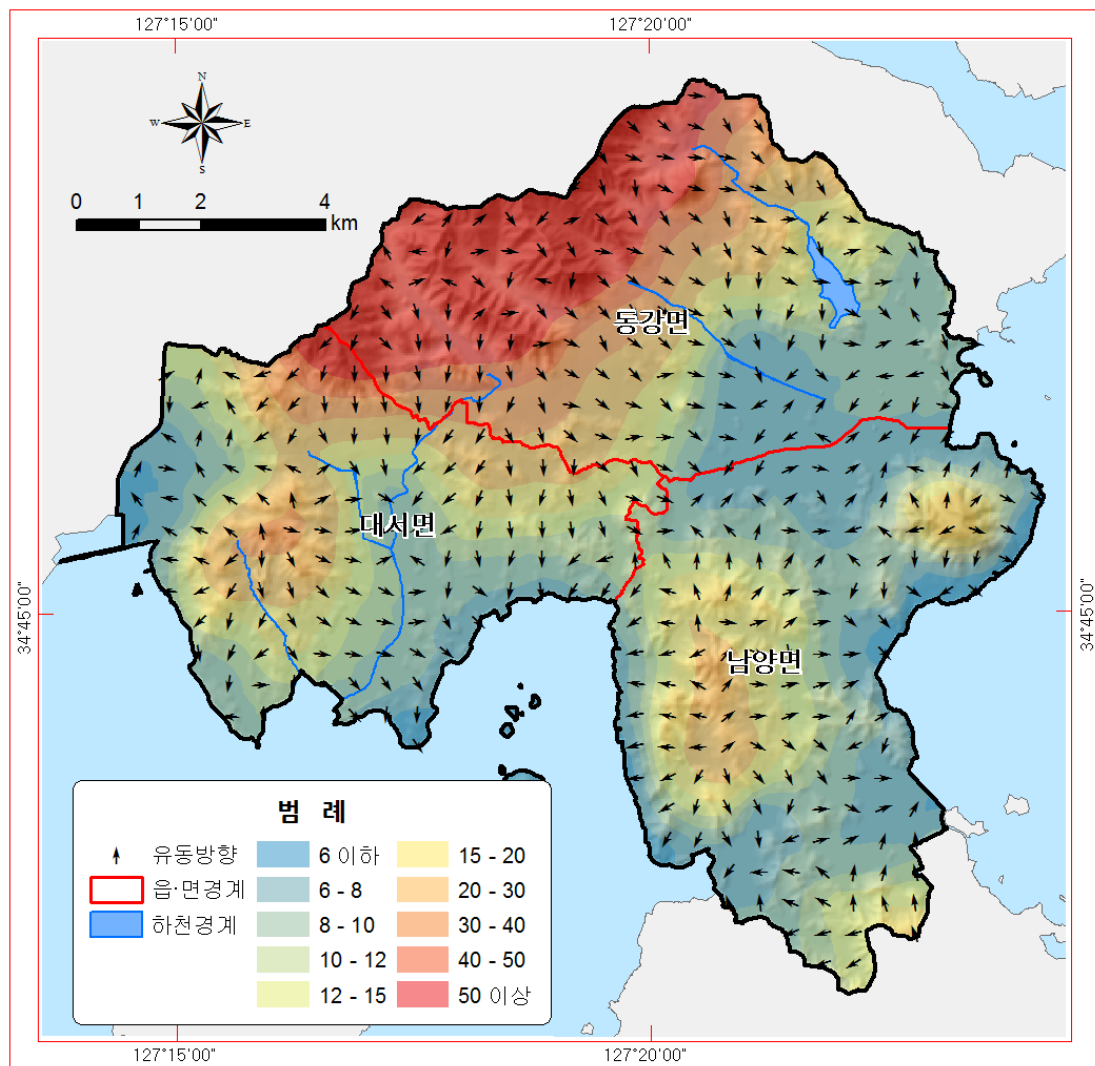 127°15'00"
127°20'00"
N
W
E
S
0
1
2
4
km
동강면
대서면
34°45'00"
34°45'00"
남양면
범 례
유동방향
읍·면경계
하천경계
6 이하
6 - 8
8 - 10
10 - 12
12 - 15
15 - 20
20 - 30
30 - 40
40 - 50
50 이상
127°15'00"
127°20'00"